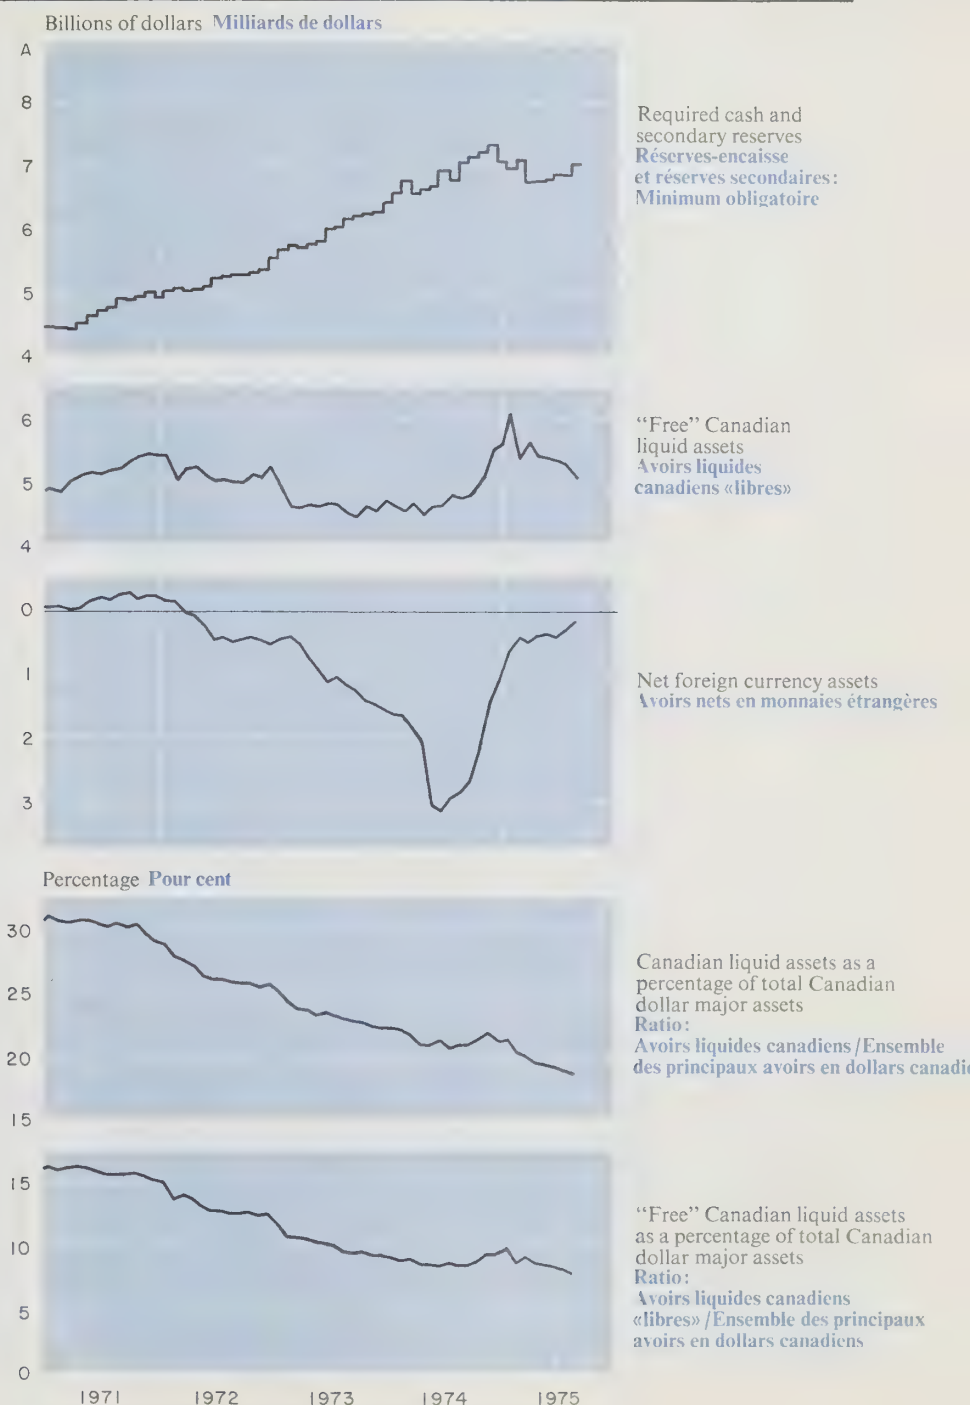 Billions of dollars Milliards de dollars
A
8
7
6
5
4
Required cash and
secondary reserves
Réserves-encaisse
et réserves secondaires:
Minimum obligatoire
6
5
4
"Free" Canadian
liquid assets
Avoirs liquides
canadiens «libres»
0
1
2
3
Net foreign currency assets
Avoirs nets en monnaies étrangères
Percentage Pour cent
30
25
20
15
Canadian liquid assets as a
percentage of total Canadian
dollar major assets
Ratio:
Avoirs liquides canadiens/Ensemble
des principaux avoirs en dollars
15
10
5
0
"Free" Canadian liquid assets
as a percentage of total Canadian
dollar major assets
Ratio:
Avoirs liquides canadiens
«libres»/Ensemble des principaux
avoirs en dollars canadiens
1971 1972 1973 1974 1975